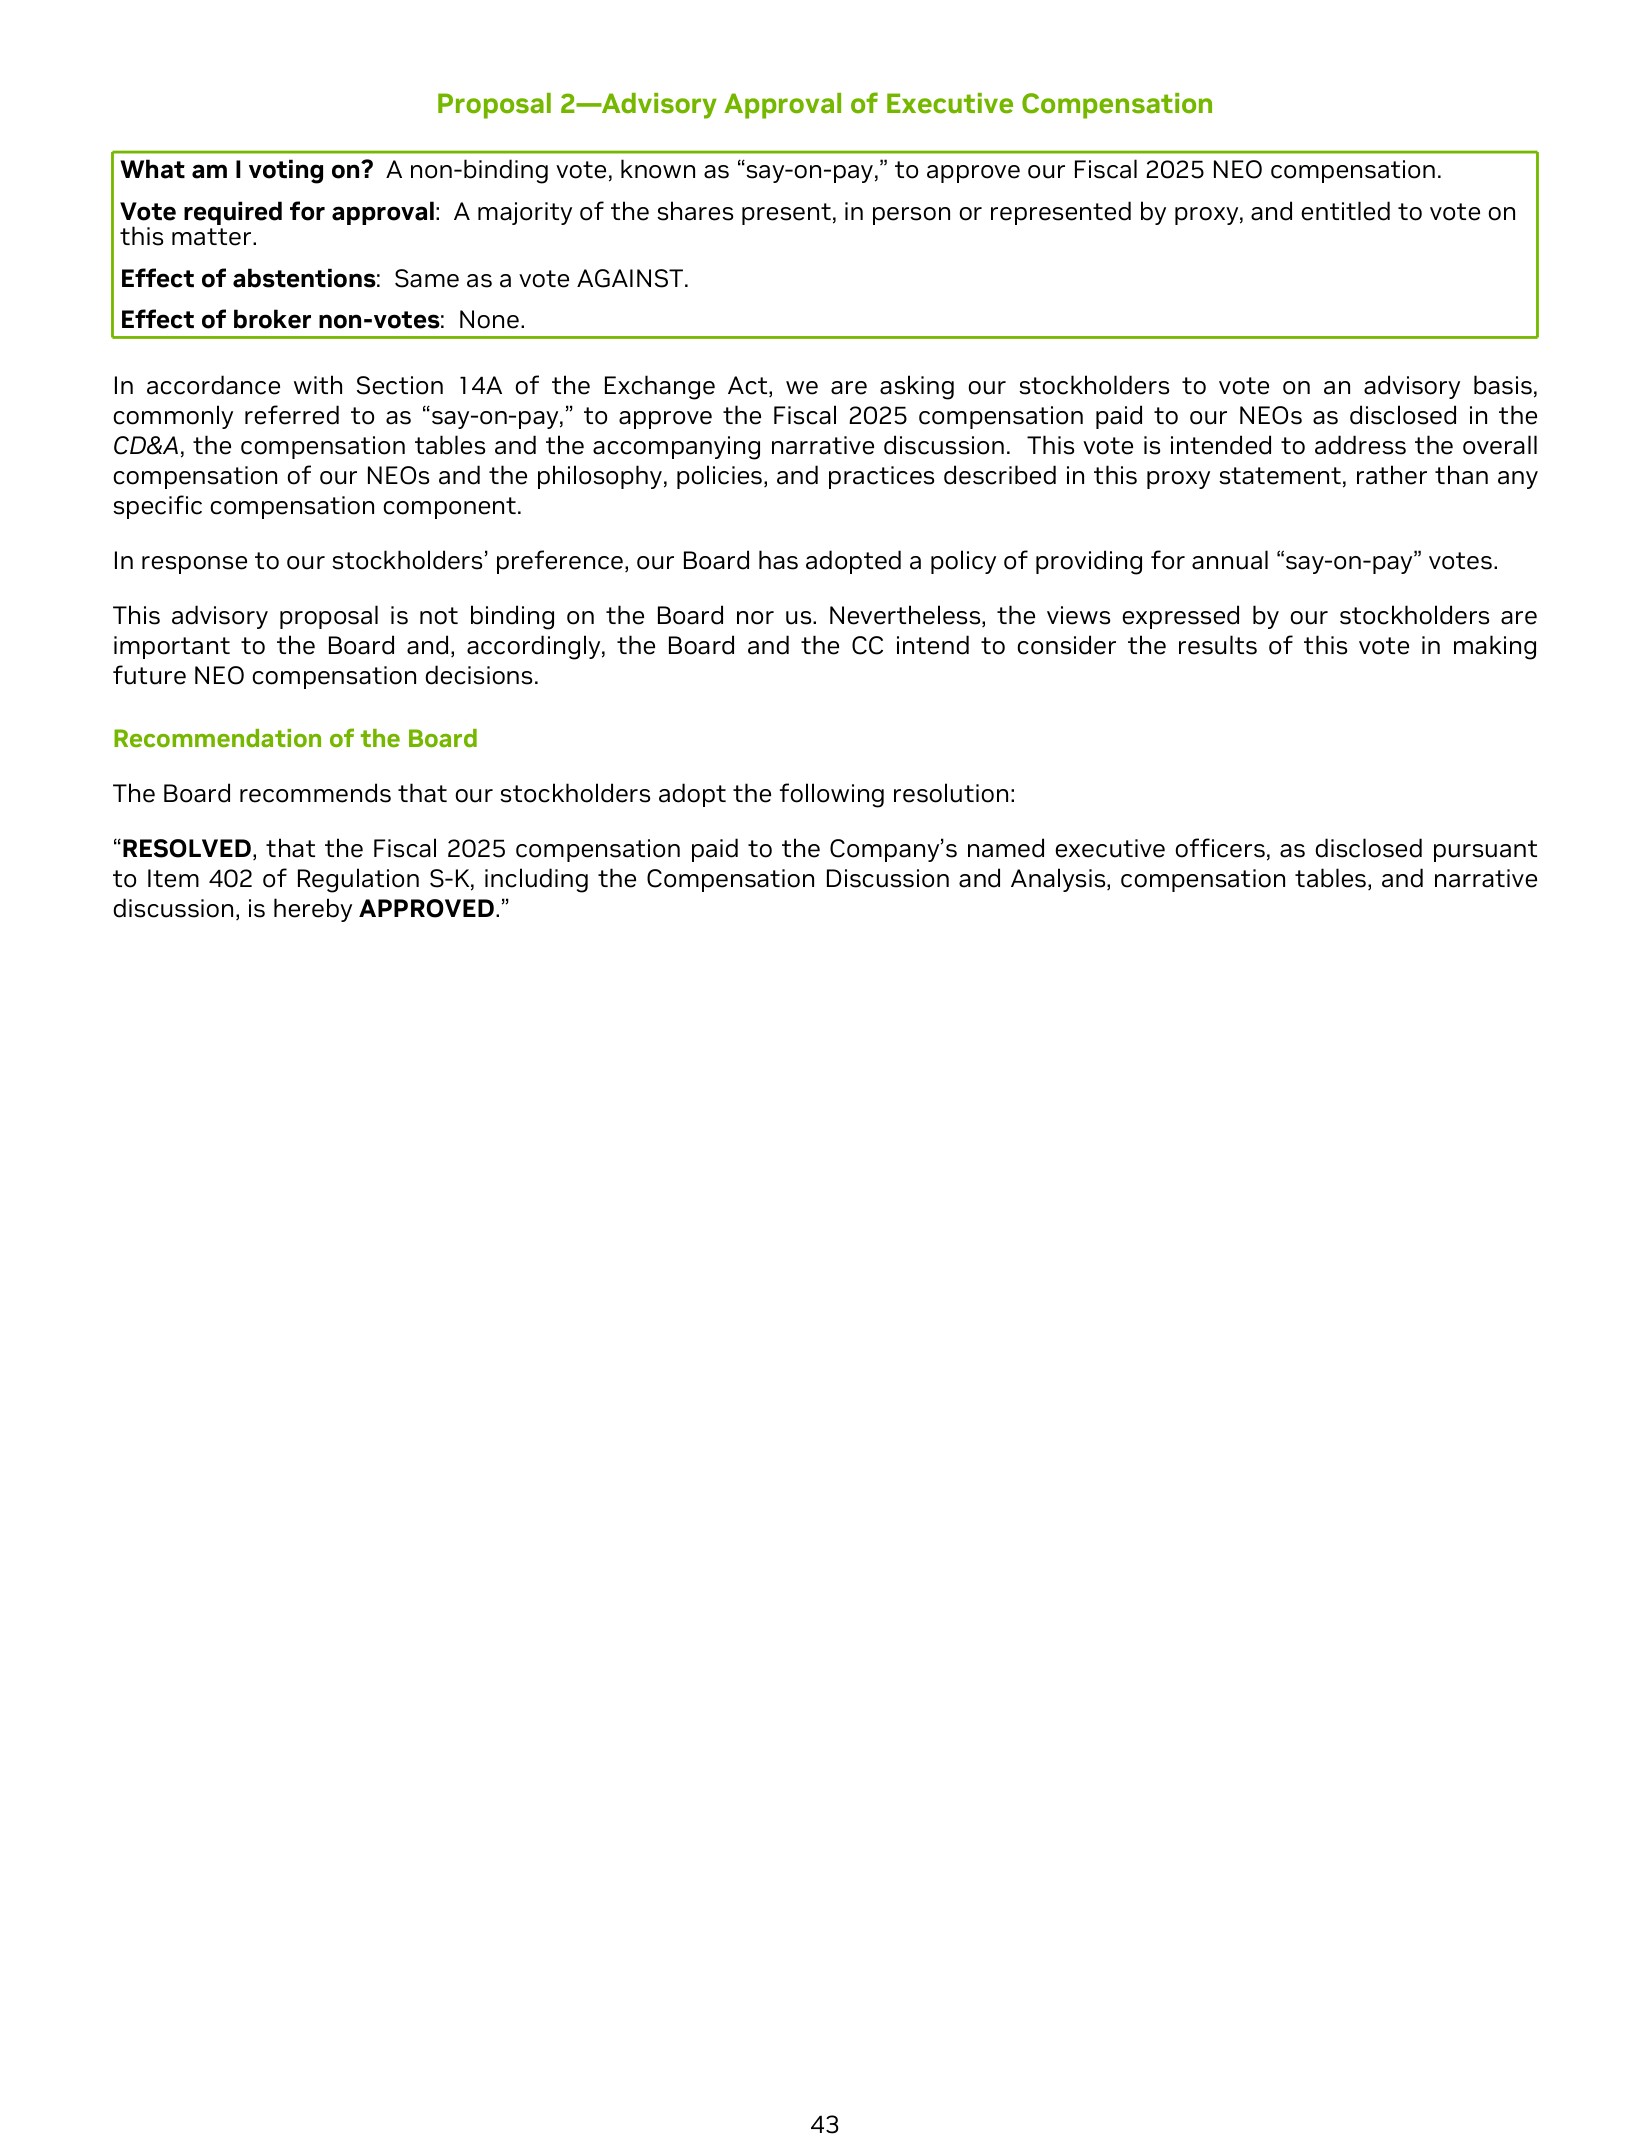 Proposal 2—Advisory Approval of Executive Compensation
What am I voting on?  A non-binding vote, known as “say-on-pay,” to approve our Fiscal 2025 NEO compensation.
Vote required for approval:  A majority of the shares present, in person or represented by proxy, and entitled to vote on
this matter.
Effect of abstentions:  Same as a vote AGAINST.
Effect of broker non-votes:  None.
In accordance with Section 14A of the Exchange Act, we are asking our stockholders to vote on an advisory basis,
commonly referred to as “say-on-pay,” to approve the Fiscal 2025 compensation paid to our NEOs as disclosed in the
CD&A, the compensation tables and the accompanying narrative discussion.  This vote is intended to address the overall
compensation of our NEOs and the philosophy, policies, and practices described in this proxy statement, rather than any
specific compensation component.
In response to our stockholders’ preference, our Board has adopted a policy of providing for annual “say-on-pay” votes.
This advisory proposal is not binding on the Board nor us. Nevertheless, the views expressed by our stockholders are
important to the Board and, accordingly, the Board and the CC intend to consider the results of this vote in making
future NEO compensation decisions.
Recommendation of the Board
The Board recommends that our stockholders adopt the following resolution:
“RESOLVED, that the Fiscal 2025 compensation paid to the Company’s named executive officers, as disclosed pursuant
to Item 402 of Regulation S-K, including the Compensation Discussion and Analysis, compensation tables, and narrative
discussion, is hereby APPROVED.”
43